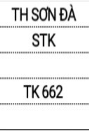 TH SƠN ĐÀ
STK
TK 662